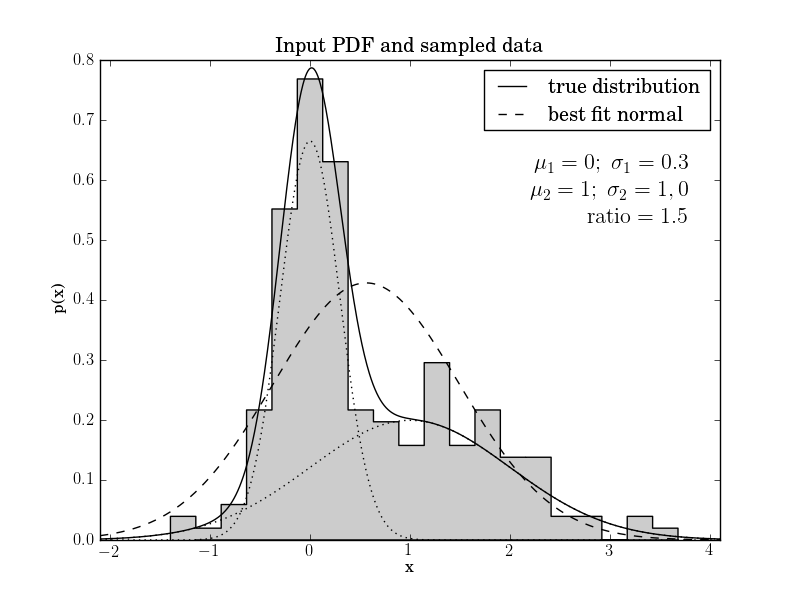 Input PDF and sampled data
true distribution
best fit normal
μ₁ = 0; σ₁ = 0.3
μ₂ = 1; σ₂ = 1,0
ratio = 1.5
p(x)
0.8
0.7
0.6
0.5
0.4
0.3
0.2
0.1
0.0
−2 −1 0 1 2 3 4
x